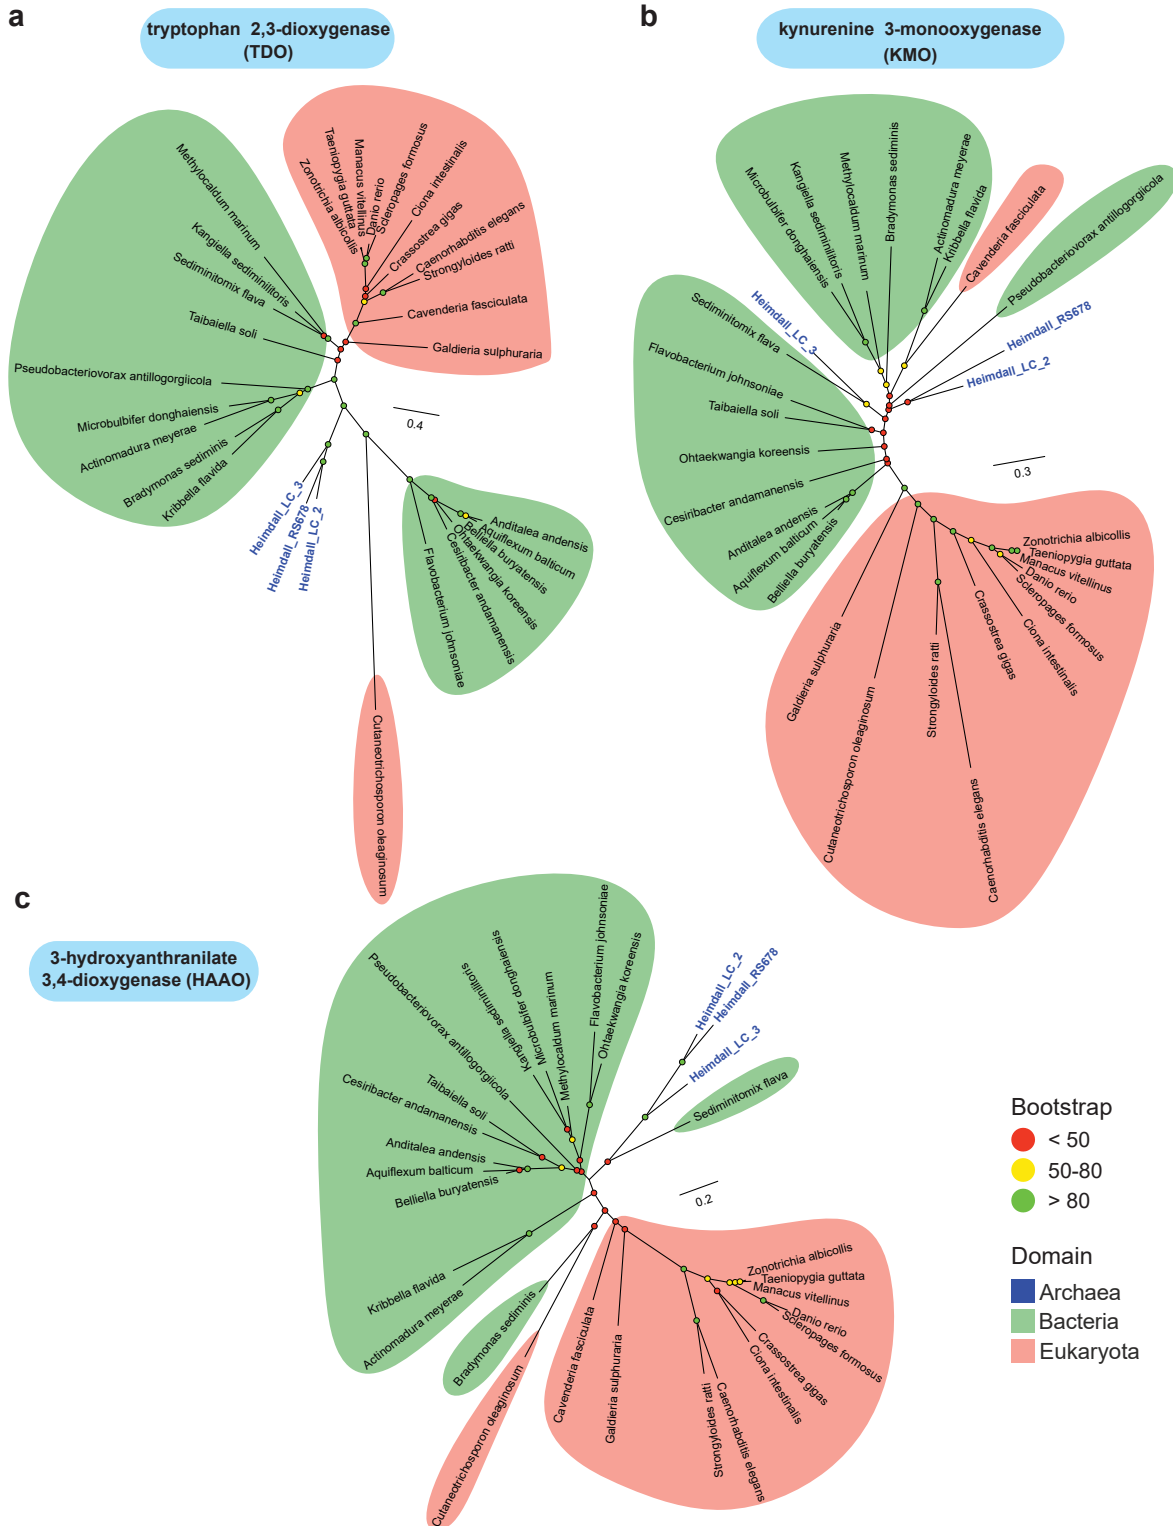 a
tryptophan 2,3-dioxygenase
(TDO)
Methylocaldum marinum
Kangiella sediminilitoris
Sediminitomix flava
Taibaiella soli
Pseudobacteriovorax antillogorgiicola
Microbulbifer donghaiensis
Actinomadura meyerae
Bradymonas sediminis
Kribbella flavida
Zonotrichia albicollis
Taeniopygia guttata
Manacus vitellinus
Danio rerio
Scleropages formosus
Ciona intestinalis
Crassostrea gigas
Caenorhabditis elegans
Strongyloides ratti
Cavenderia fasciculata
Galdieria sulphuraria
0.4
Heimdall_LC_3
Heimdall_RS678
Heimdall_LC_2
Anditalea andensis
Aquiflexum balticum
Belliella buryatensis
Ohtaekwangia koreensis
Cesiribacter andamanensis
Flavobacterium johnsoniae
Cutaneotrichosporon oleaginosum
b
kynurenine 3-monooxygenase
(KMO)
Microbulbifer donghaiensis
Kangiella sediminilitoris
Methylocaldum marinum
Bradymonas sediminis
Actinomadura meyerae
Kribbella flavida
Cavenderia fasciculata
Pseudobacteriovorax antillogorgiicola
Heimdall_RS678
Heimdall_LC_2
Heimdall_LC_3
Sediminitomix flava
Flavobacterium johnsoniae
Taibaiella soli
Ohtaekwangia koreensis
Cesiribacter andamanensis
Anditalea andensis
Aquiflexum balticum
Belliella buryatensis
0.3
Zonotrichia albicollis
Taeniopygia guttata
Manacus vitellinus
Danio rerio
Scleropages formosus
Ciona intestinalis
Crassostrea gigas
Strongyloides ratti
Caenorhabditis elegans
Cutaneotrichosporon oleaginosum
Galdieria sulphuraria
c
3-hydroxyanthranilate
3,4-dioxygenase (HAAO)
Pseudobacteriovorax antillogorgiicola
Kangiella sediminilitoris
Microbulbifer donghaiensis
Methylocaldum marinum
Flavobacterium johnsoniae
Ohtaekwangia koreensis
Taibaiella soli
Cesiribacter andamanensis
Anditalea andensis
Aquiflexum balticum
Belliella buryatensis
Kribbella flavida
Actinomadura meyerae
Bradymonas sediminis
Cutaneotrichosporon oleaginosum
Heimdall_LC_2
Heimdall_RS678
Heimdall_LC_3
Sediminitomix flava
0.2
Zonotrichia albicollis
Taeniopygia guttata
Manacus vitellinus
Danio rerio
Scleropages formosus
Crassostrea gigas
Ciona intestinalis
Caenorhabditis elegans
Strongyloides ratti
Galdieria sulphuraria
Cavenderia fasciculata
Bootstrap
< 50
50-80
> 80
Domain
Archaea
Bacteria
Eukaryota